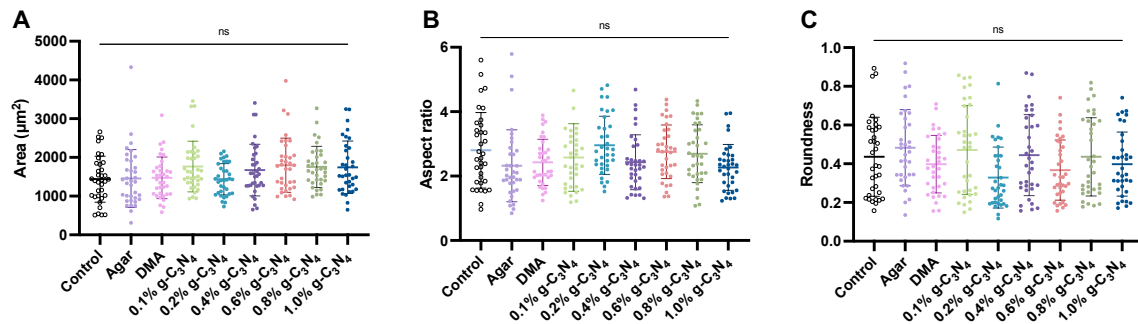 A
ns
Area (µm²)
5000
4000
3000
2000
1000
0
Control
Agar
DMA
0.1% g-C₃N₄
0.2% g-C₃N₄
0.4% g-C₃N₄
0.6% g-C₃N₄
0.8% g-C₃N₄
1.0% g-C₃N₄
B
ns
Aspect ratio
6
4
2
0
Control
Agar
DMA
0.1% g-C₃N₄
0.2% g-C₃N₄
0.4% g-C₃N₄
0.6% g-C₃N₄
0.8% g-C₃N₄
1.0% g-C₃N₄
C
ns
Roundness
1.0
0.8
0.6
0.4
0.2
0.0
Control
Agar
DMA
0.1% g-C₃N₄
0.2% g-C₃N₄
0.4% g-C₃N₄
0.6% g-C₃N₄
0.8% g-C₃N₄
1.0% g-C₃N₄